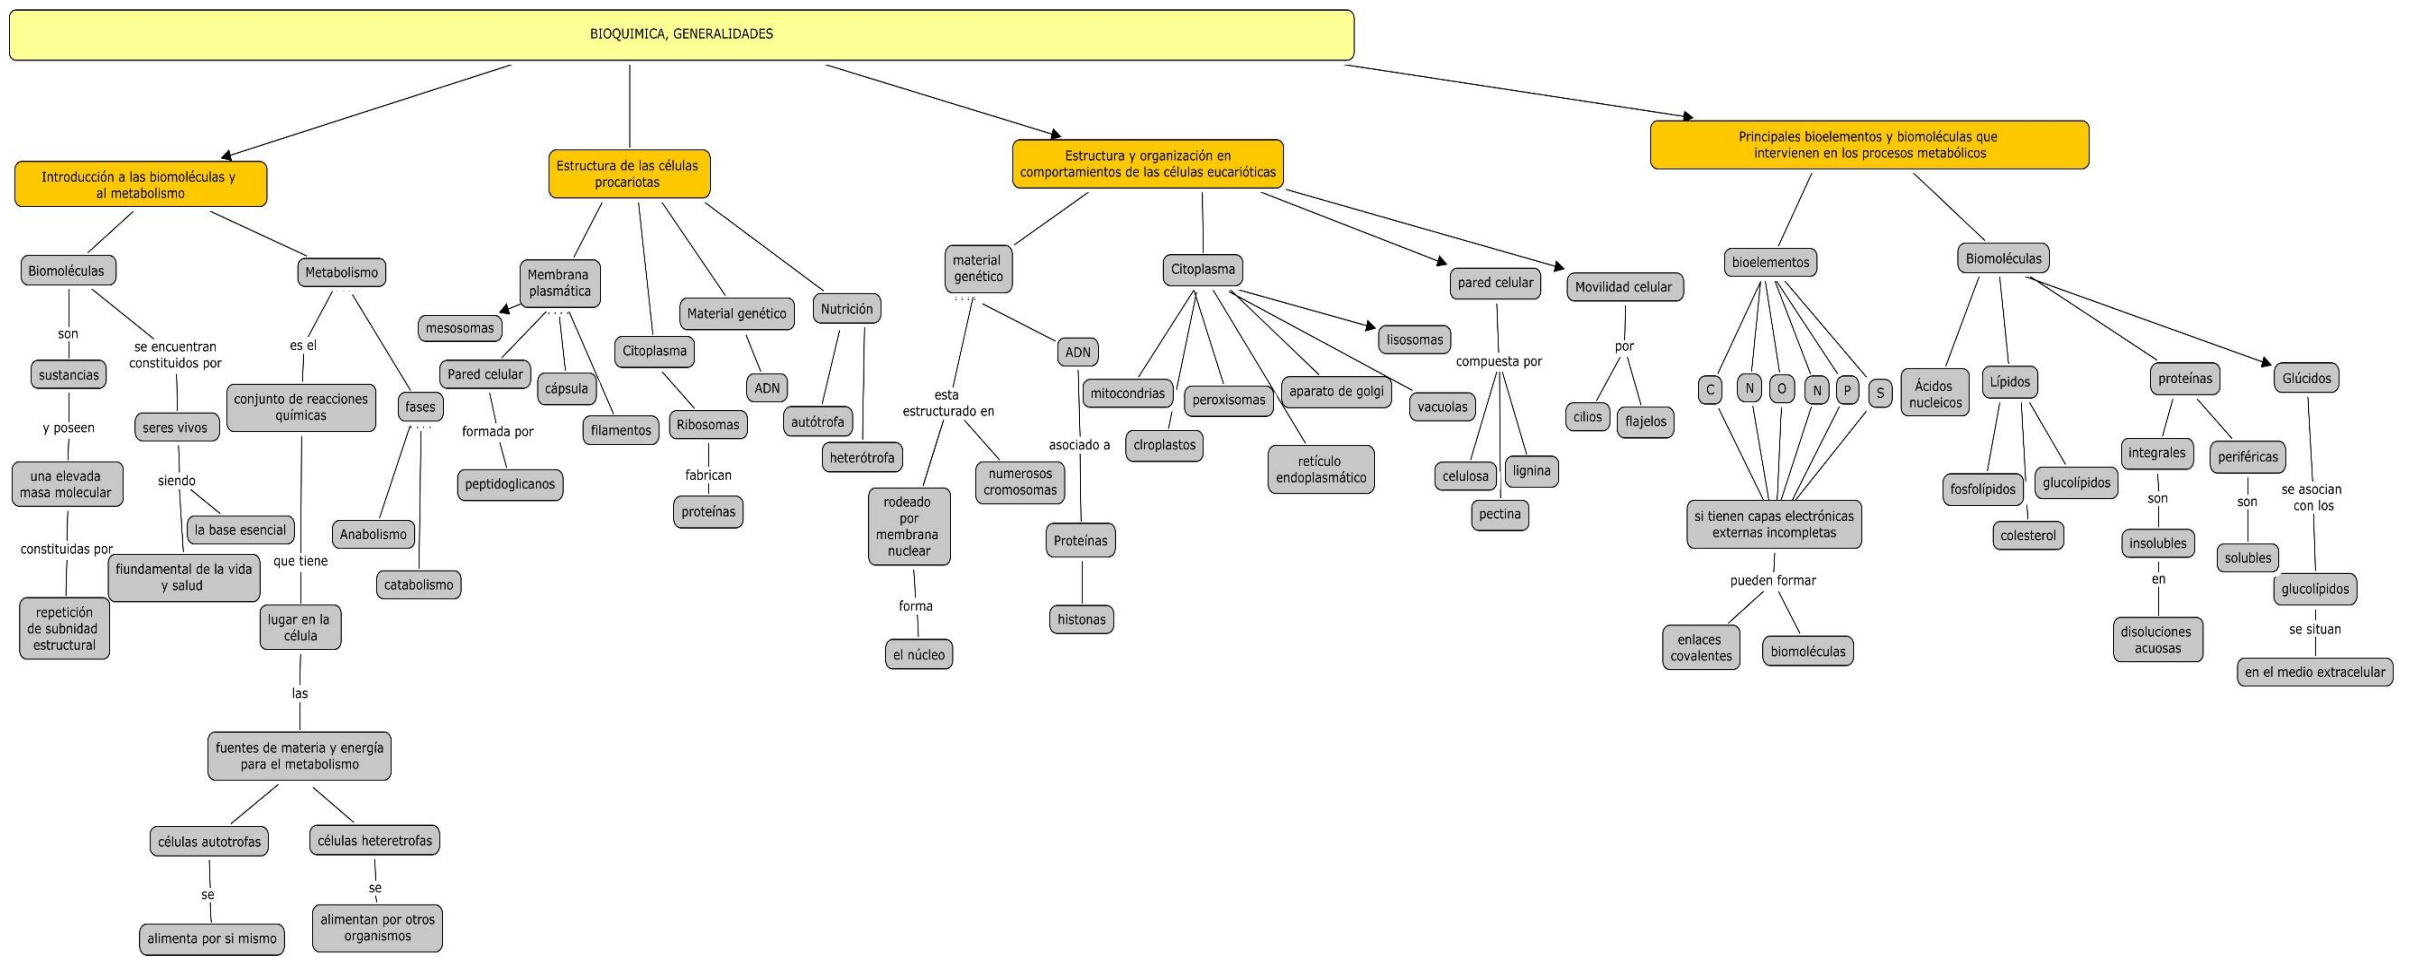 BIOQUIMICA, GENERALIDADES
Introducción a las biomoléculas y
al metabolismo
Biomoléculas
son
sustancias
y poseen
una elevada
masa molecular
constituidas por
repetición
de subnidad
estructural
se encuentran
constituidos por
seres vivos
siendo
la base esencial
fiundamental de la vida
y salud
Metabolismo
es el
conjunto de reacciones
químicas
que tiene
lugar en la
célula
las
fuentes de materia y energía
para el metabolismo
células autotrofas
se
alimenta por si mismo
células heteretrofas
se
alimentan por otros
organismos
fases
Anabolismo
catabolismo
Estructura de las células
procariotas
Membrana
plasmática
mesosomas
Pared celular
formada por
peptidoglicanos
cápsula
filamentos
Citoplasma
Ribosomas
fabrican
proteínas
Material genético
ADN
Nutrición
autótrofa
heterótrofa
Estructura y organización en
comportamientos de las células eucarióticas
material
genético
esta
estructurado en
rodeado
por
membrana
nuclear
forma
el núcleo
numerosos
cromosomas
ADN
asociado a
Proteínas
histonas
Citoplasma
mitocondrias
clroplastos
peroxisomas
retículo
endoplasmático
aparato de golgi
vacuolas
lisosomas
pared celular
compuesta por
celulosa
pectina
lignina
Movilidad celular
por
cilios
flajelos
Principales bioelementos y biomoléculas que
intervienen en los procesos metabólicos
bioelementos
C
N
O
N
P
S
si tienen capas electrónicas
externas incompletas
pueden formar
enlaces
covalentes
biomoléculas
Biomoléculas
Ácidos
nucleicos
Lípidos
fosfolípidos
colesterol
glucolípidos
proteínas
integrales
son
insolubles
en
disoluciones
acuosas
periféricas
son
solubles
Glúcidos
se asocian
con los
glucolípidos
se situan
en el medio extracelular